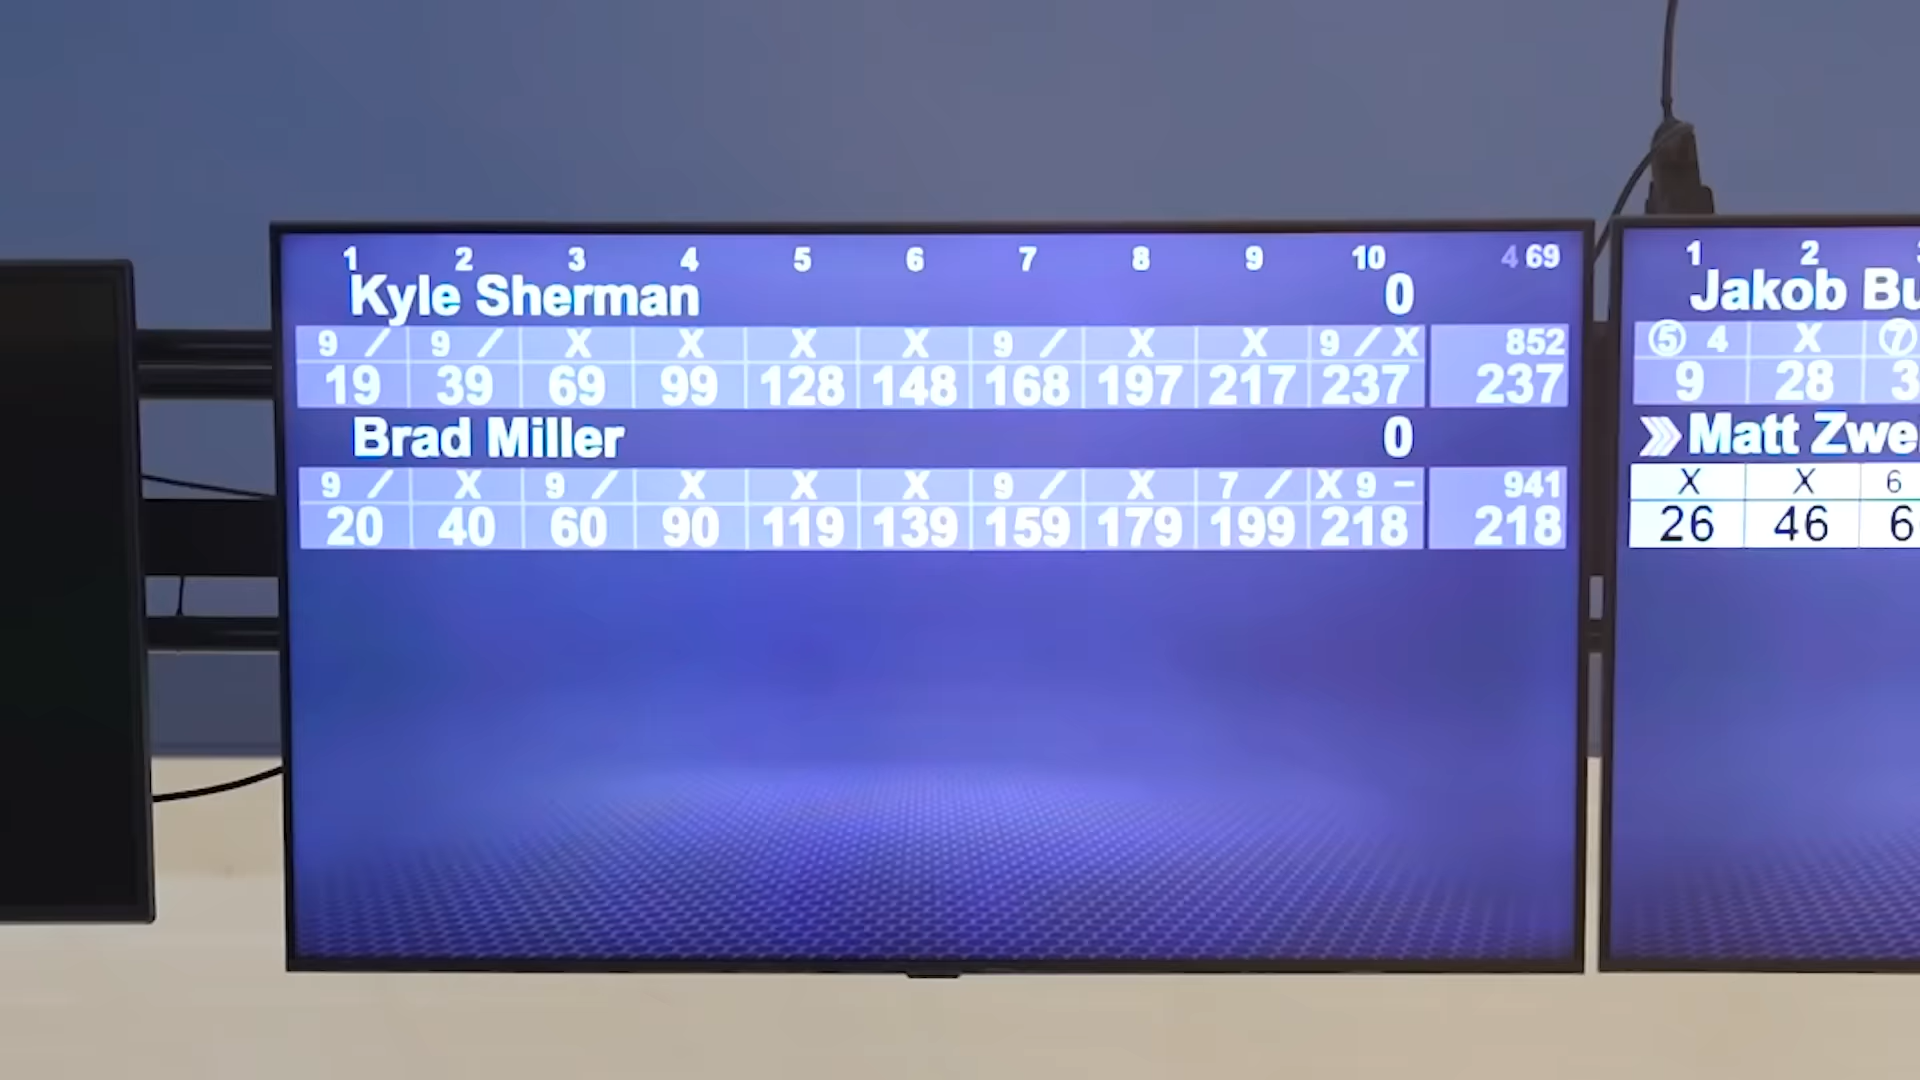 1 2 3 4 5 6 7 8 9 10 4 69
Kyle Sherman 0
9 / 9 / X X X X 9 / X X 9 / X 852
19 39 69 99 128 148 168 197 217 237 237
Brad Miller 0
9 / X 9 / X X X 9 / X 7 / X 9 - 941
20 40 60 90 119 139 159 179 199 218 218
1 2
Jakob Bu
5 4 X 7
9 28 3
Matt Zwe
X X 6
26 46 6